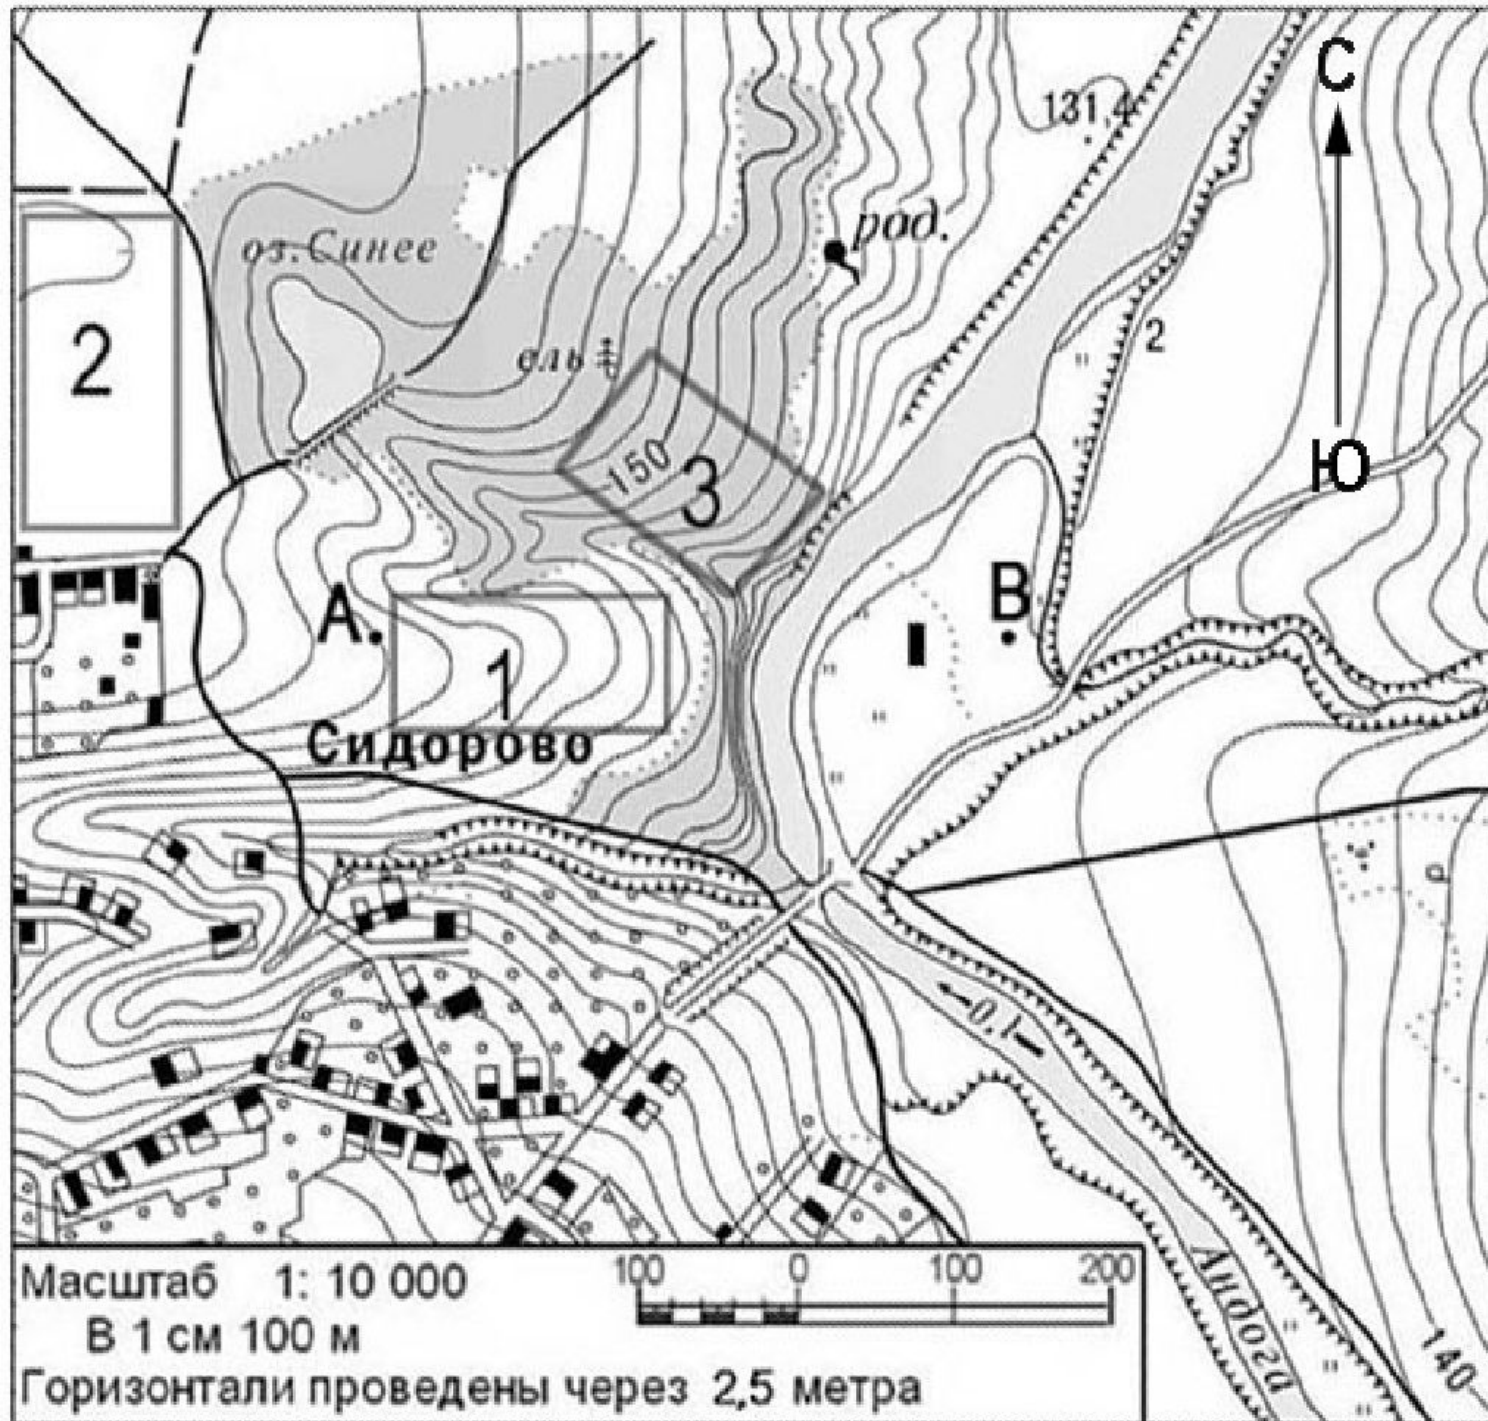 С
131,4
род.
оз. Синее
2
2
ель
Ю
-150
3
В
А.
1
Сидорово
0,1
Масштаб 1: 10 000
100 0 100 200
В 1 см 100 м
Андога
140
Горизонтали проведены через 2,5 метра